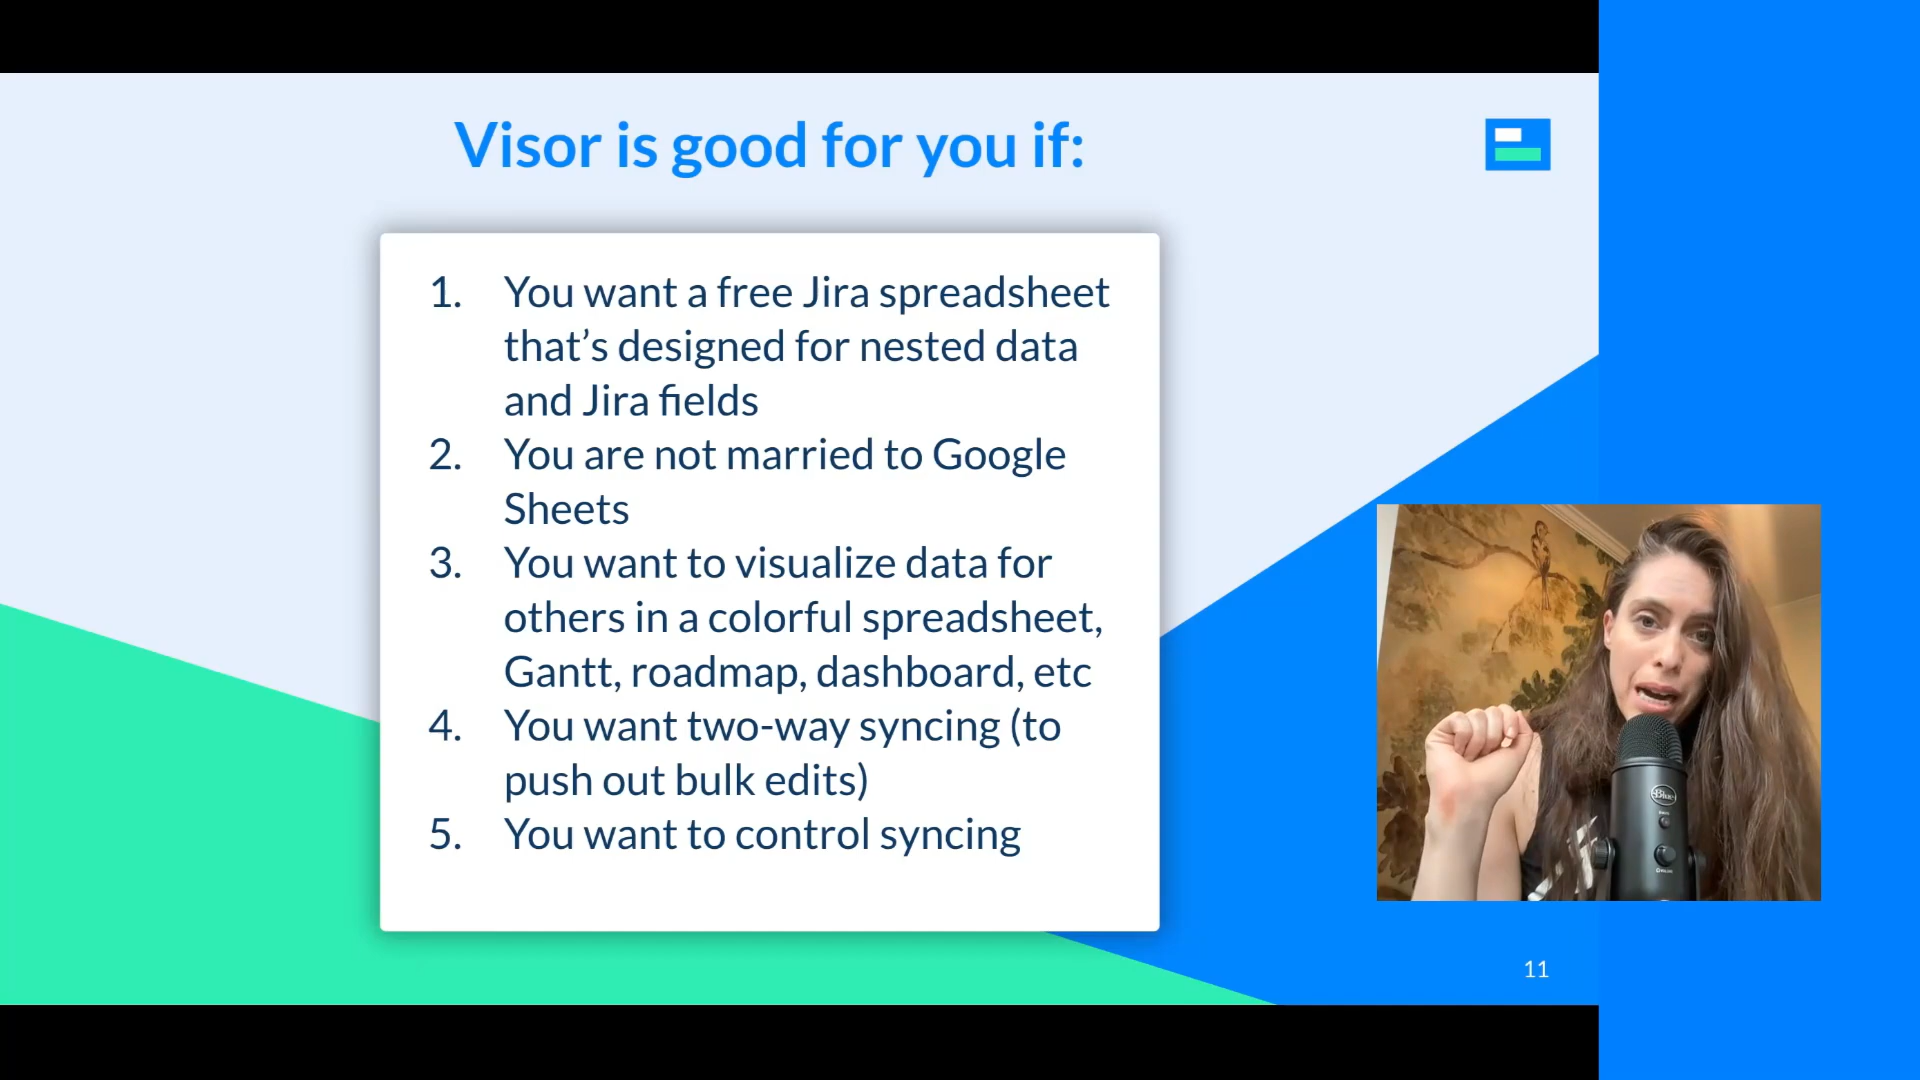 Visor is good for you if:
1. You want a free Jira spreadsheet
that’s designed for nested data
and Jira fields
2. You are not married to Google
Sheets
3. You want to visualize data for
others in a colorful spreadsheet,
Gantt, roadmap, dashboard, etc
4. You want two-way syncing (to
push out bulk edits)
5. You want to control syncing
Blue
11